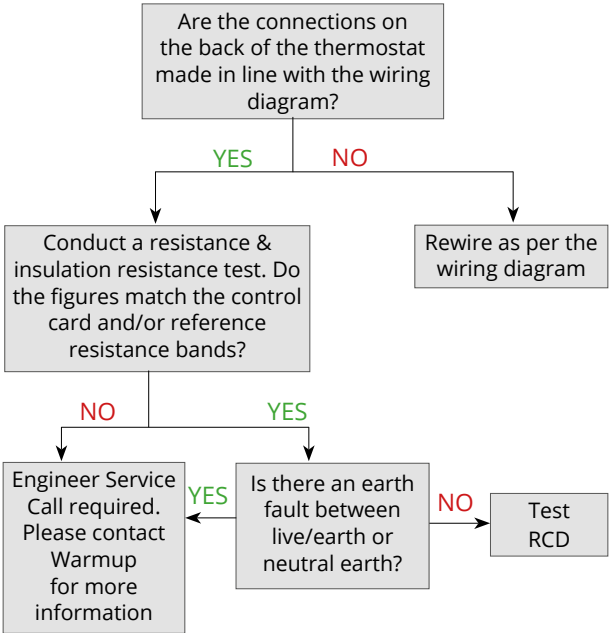 Are the connections on
the back of the thermostat
made in line with the wiring
diagram?
YES
NO
Conduct a resistance &
insulation resistance test. Do
the figures match the control
card and/or reference
resistance bands?
Rewire as per the
wiring diagram
NO
YES
Engineer Service
Call required.
Please contact
Warmup
for more
information
YES
Is there an earth
fault between
live/earth or
neutral earth?
NO
Test
RCD